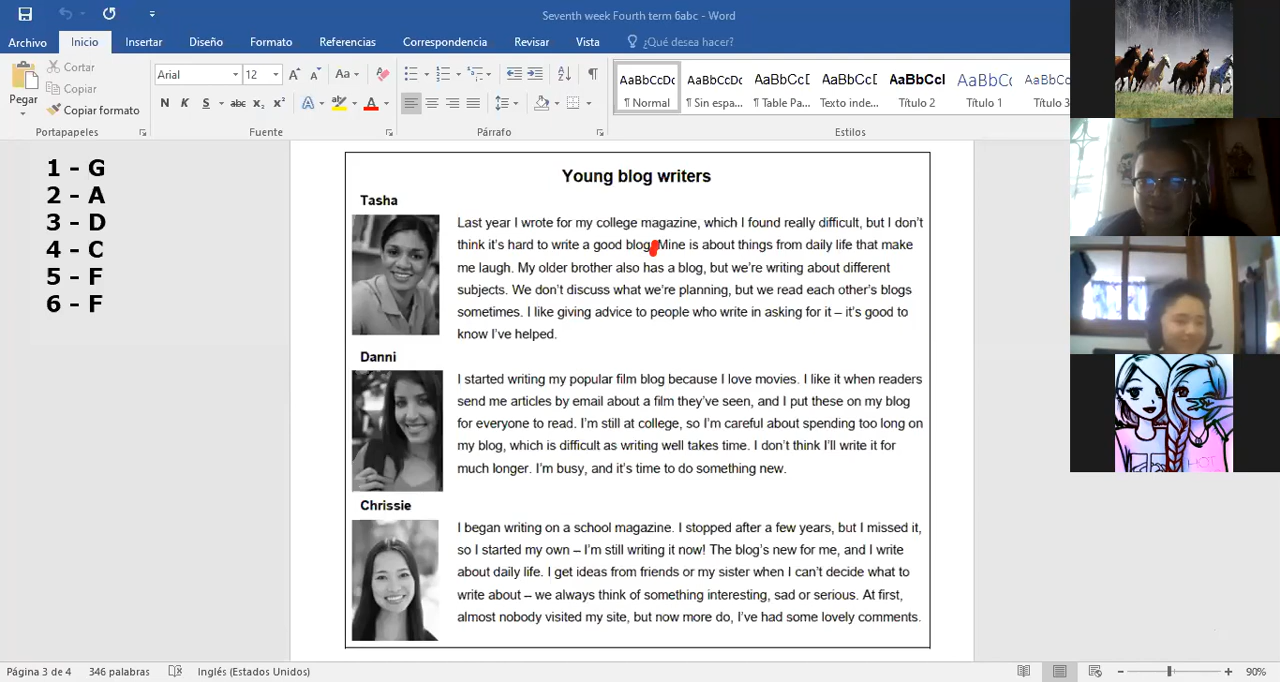 Seventh week Fourth term 6abc - Word
Archivo Inicio Insertar Diseño Formato Referencias Correspondencia Revisar Vista ¿Qué desea hacer?
Pegar
Cortar
Copiar
Copiar formato
Portapapeles
Arial 12
N K S abc x₂ x²
Fuente
Párrafo
AaBbCcDc AaBbCcDc AaBbCcD AaBbCcD AaBbCcI AaBbCcD AaBbCcD
¶ Normal ¶ Sin espa... ¶ Table Pa... Texto inde... Título 2 Título 1 Título 3
Estilos
1 - G
2 - A
3 - D
4 - C
5 - F
6 - F
Young blog writers
Tasha
Last year I wrote for my college magazine, which I found really difficult, but I don't
think it's hard to write a good blog. Mine is about things from daily life that make
me laugh. My older brother also has a blog, but we're writing about different
subjects. We don't discuss what we're planning, but we read each other's blogs
sometimes. I like giving advice to people who write in asking for it – it's good to
know I've helped.
Danni
I started writing my popular film blog because I love movies. I like it when readers
send me articles by email about a film they've seen, and I put these on my blog
for everyone to read. I'm still at college, so I'm careful about spending too long on
my blog, which is difficult as writing well takes time. I don't think I'll write it for
much longer. I'm busy, and it's time to do something new.
Chrissie
I began writing on a school magazine. I stopped after a few years, but I missed it,
so I started my own – I'm still writing it now! The blog's new for me, and I write
about daily life. I get ideas from friends or my sister when I can't decide what to
write about – we always think of something interesting, sad or serious. At first,
almost nobody visited my site, but now more do, I've had some lovely comments.
HOT
Página 3 de 4 346 palabras Inglés (Estados Unidos) 90%